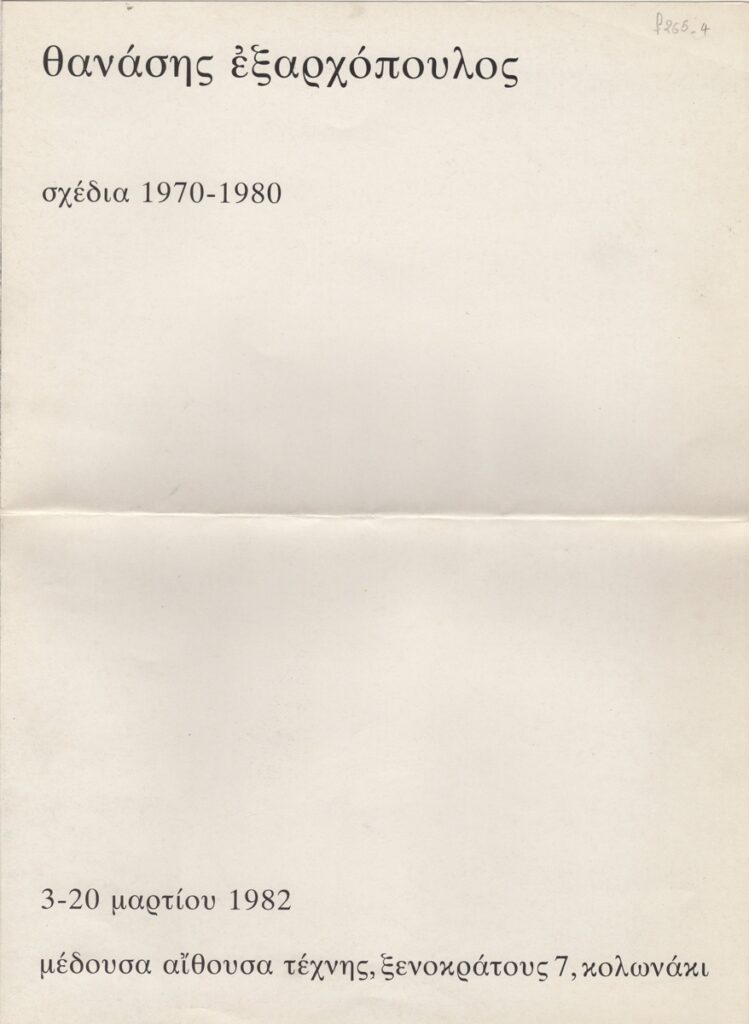 f265-4
θανάσης ἐξαρχόπουλος
σχέδια 1970-1980
3-20 μαρτίου 1982
μέδουσα αἴθουσα τέχνης, ξενοκράτους 7, κολωνάκι